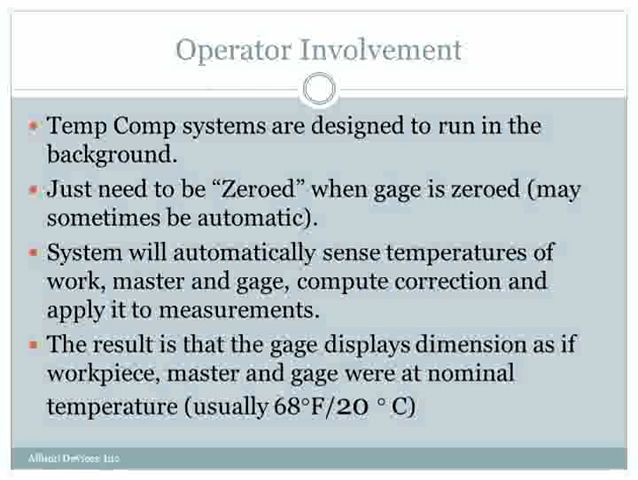 Operator Involvement
Temp Comp systems are designed to run in the
background.
Just need to be “Zeroed” when gage is zeroed (may
sometimes be automatic).
System will automatically sense temperatures of
work, master and gage, compute correction and
apply it to measurements.
The result is that the gage displays dimension as if
workpiece, master and gage were at nominal
temperature (usually 68°F/20 ° C)
Inc